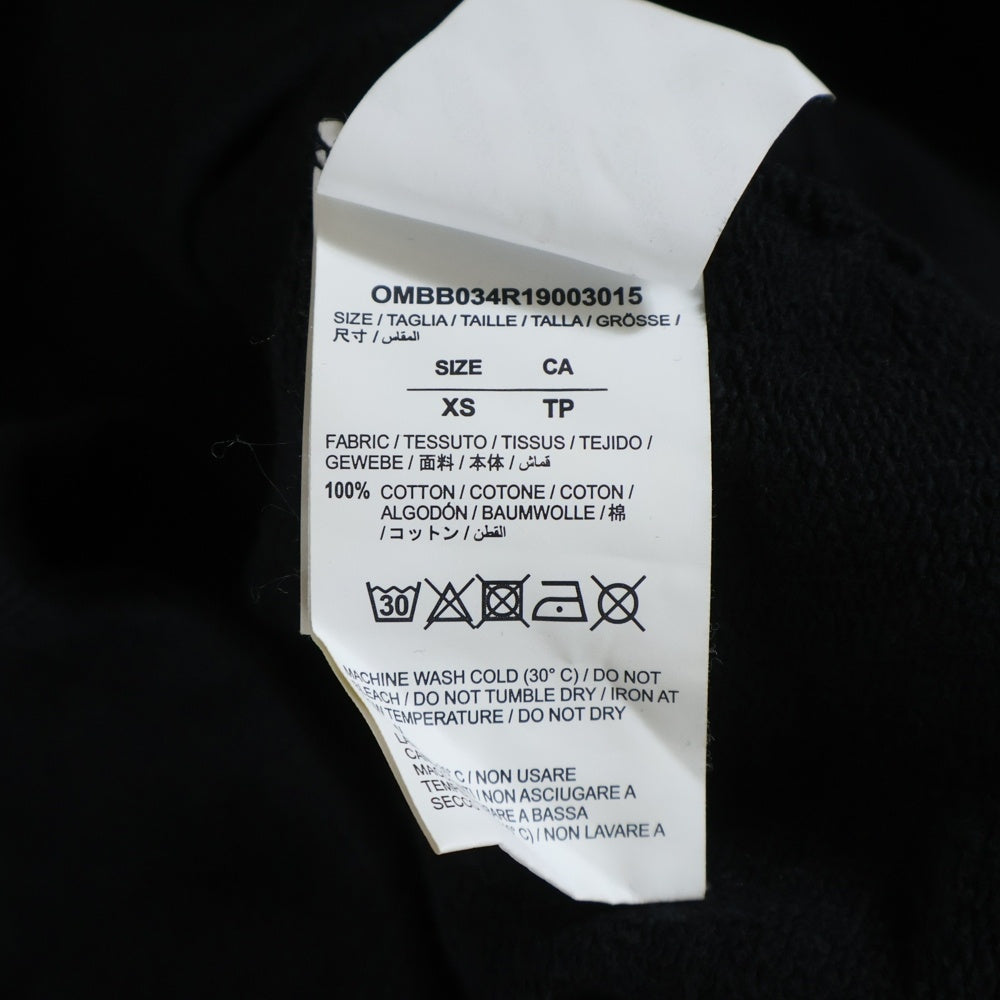 OMBB034R19003015
SIZE / TAGLIA / TAILLE / TALLA / GRÖSSE /
尺寸 / المقاس
SIZE CA
XS TP
FABRIC / TESSUTO / TISSUS / TEJIDO /
GEWEBE / 面料 / 本体 / قماش
100% COTTON / COTONE / COTON /
ALGODÓN / BAUMWOLLE / 棉
/ コットン / القطن
30
MACHINE WASH COLD (30° C) / DO NOT
/ DO NOT TUMBLE DRY / IRON AT
TEMPERATURE / DO NOT DRY
C / NON USARE
/ NON ASCIUGARE A
A BASSA
C) / NON LAVARE A